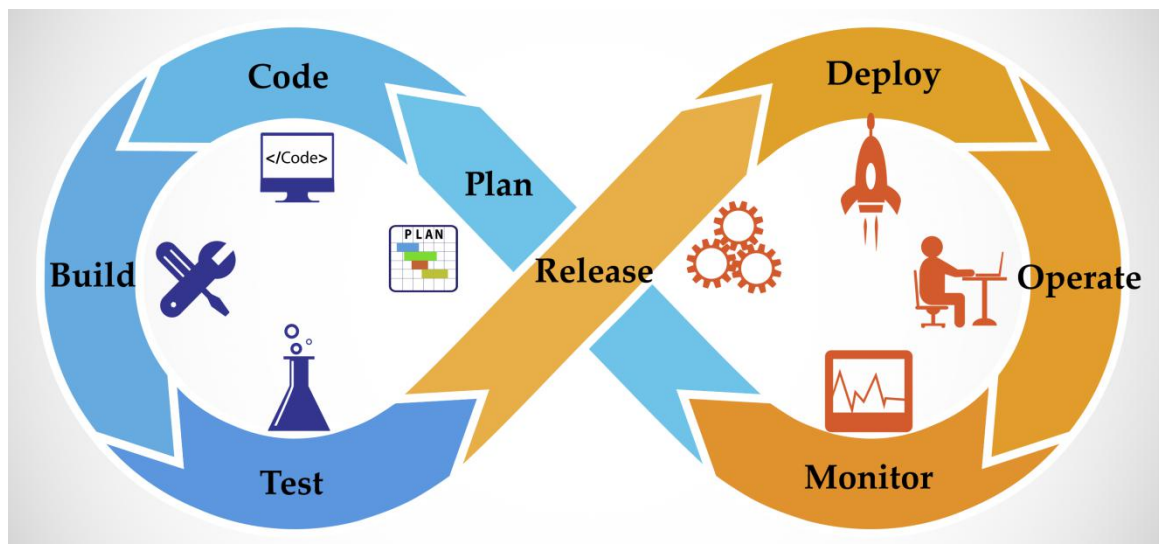 Code
Deploy
</Code>
Plan
PLAN
Build
Release
Operate
Test
Monitor